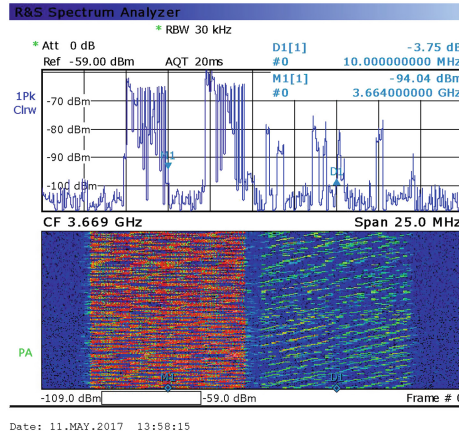 R&S Spectrum Analyzer
* RBW 30 kHz
* Att 0 dB
D1[1] -3.75 dB
Ref -59.00 dBm AQT 20ms #0 10.000000000 MHz
M1[1] -94.04 dBm
#0 3.664000000 GHz
1Pk
Clrw
-70 dBm
-80 dBm
-90 dBm
-100 dBm
D1
CF 3.669 GHz Span 25.0 MHz
PA
D1
-109.0 dBm -59.0 dBm Frame #
Date: 11.MAY.2017 13:58:15